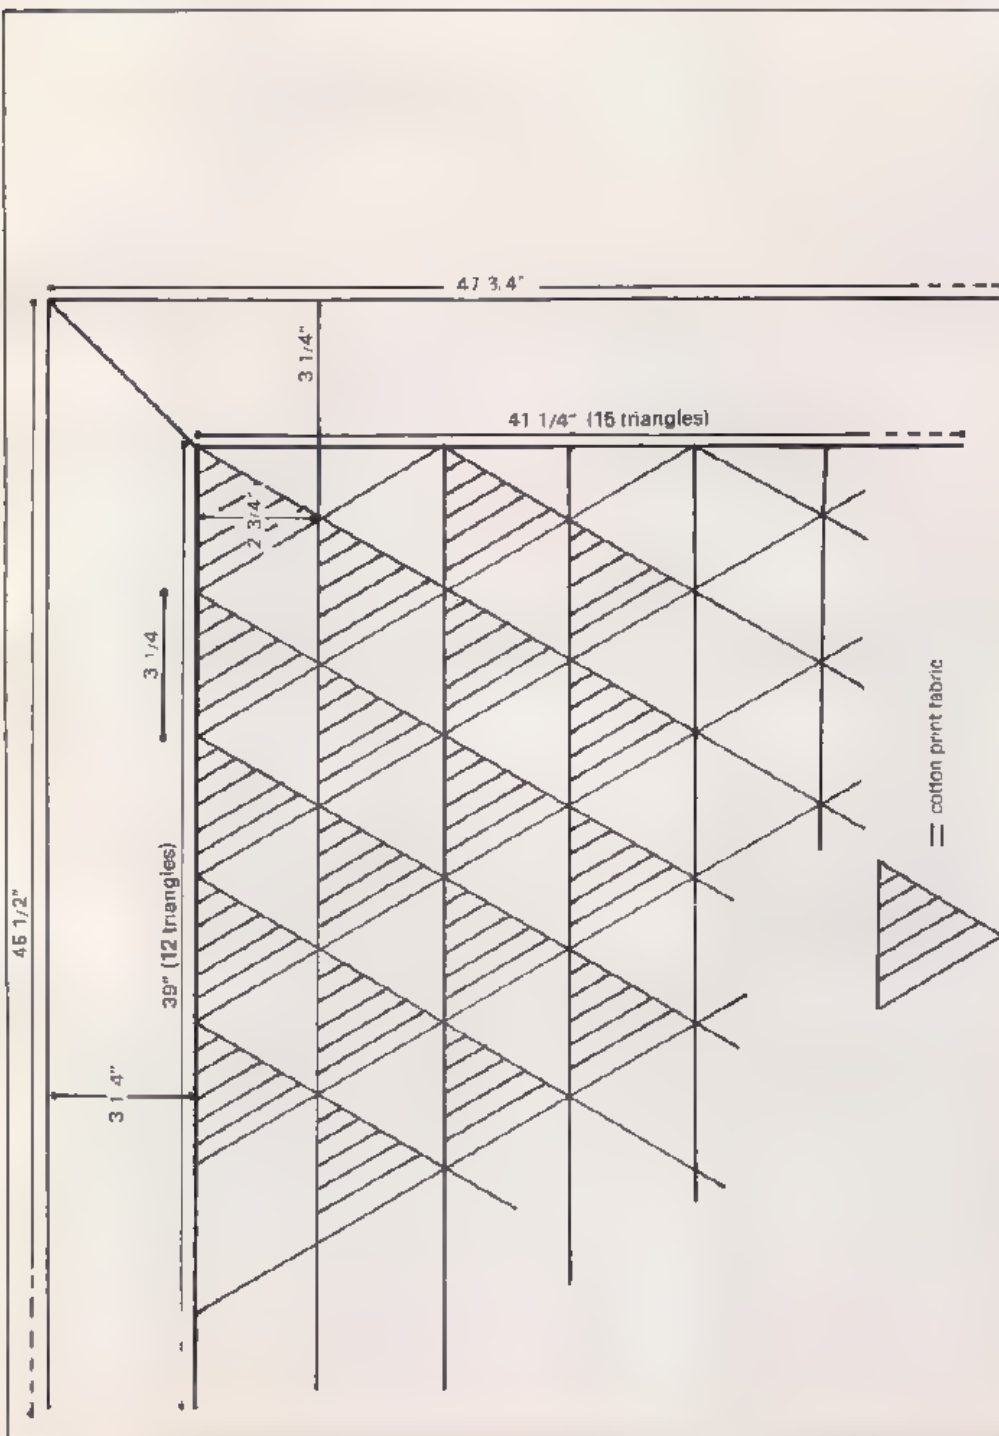 47 3/4"
3 1/4"
41 1/4" (15 triangles)
2 3/4"
3 1/4
45 1/2"
39" (12 triangles)
3 1 4"
= cotton print fabric